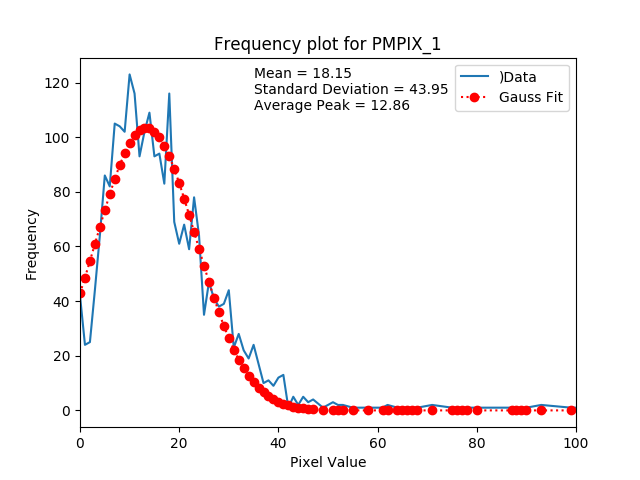 Frequency plot for PMPIX_1
Mean = 18.15
Standard Deviation = 43.95
Average Peak = 12.86
)Data
Gauss Fit
Frequency
120
100
80
60
40
20
0
0 20 40 60 80 100
Pixel Value